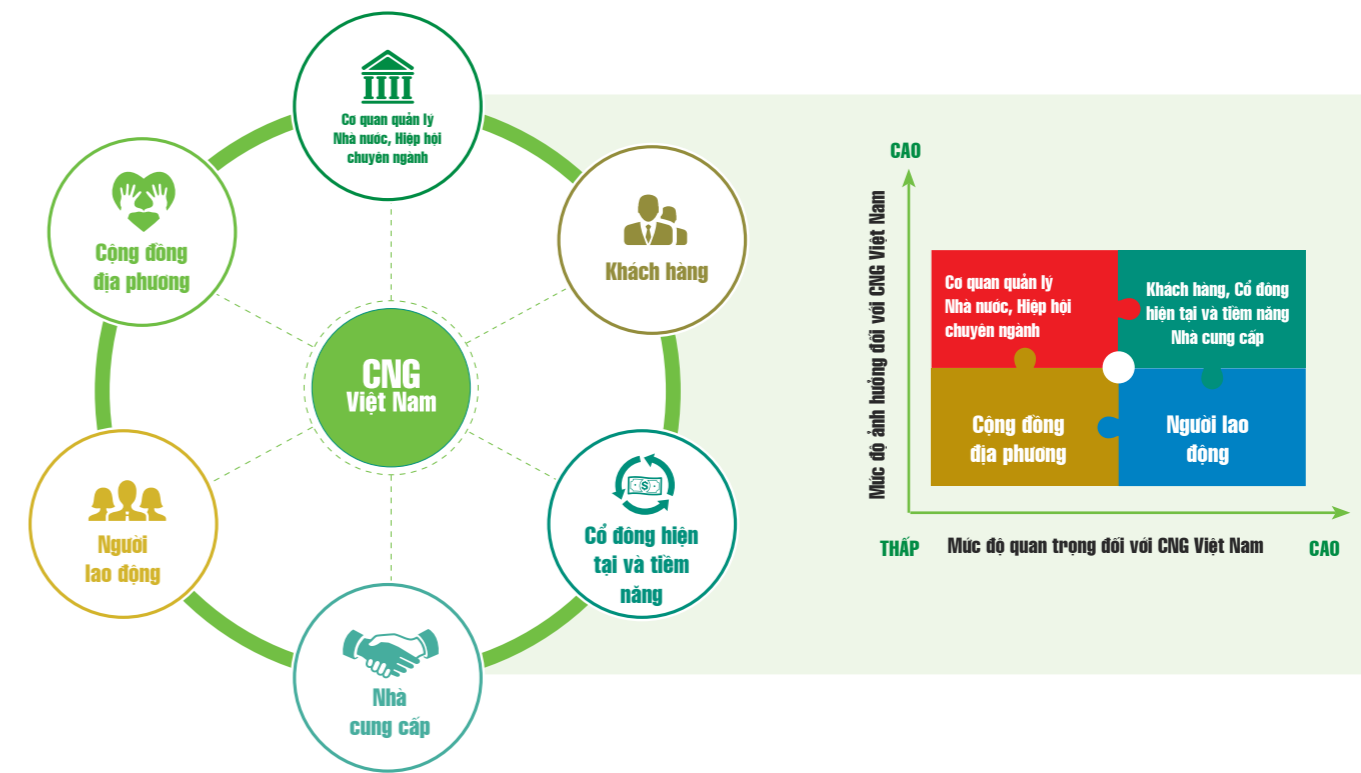 Cơ quan quản lý
Nhà nước, Hiệp hội
chuyên ngành
Khách hàng
Cổ đông hiện
tại và tiềm
năng
Nhà
cung cấp
Người
lao động
Cộng đồng
địa phương
CNG
Việt Nam
CAO
Mức độ ảnh hưởng đối với CNG Việt Nam
Cơ quan quản lý
Nhà nước, Hiệp hội
chuyên ngành
Khách hàng, Cổ đông
hiện tại và tiềm năng
Nhà cung cấp
Cộng đồng
địa phương
Người lao
động
THẤP
Mức độ quan trọng đối với CNG Việt Nam
CAO